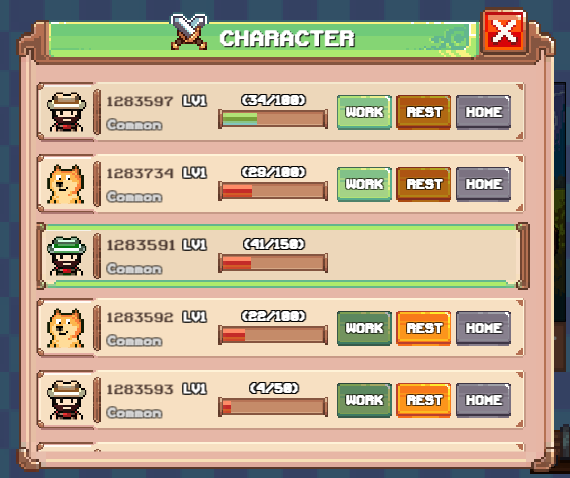 CHARACTER
1283597 LV1 (34/100) WORK REST HOME
Common
1283734 LV1 (29/100) WORK REST HOME
Common
1283591 LV1 (41/150)
Common
1283592 LV1 (22/100) WORK REST HOME
Common
1283593 LV1 (4/50) WORK REST HOME
Common